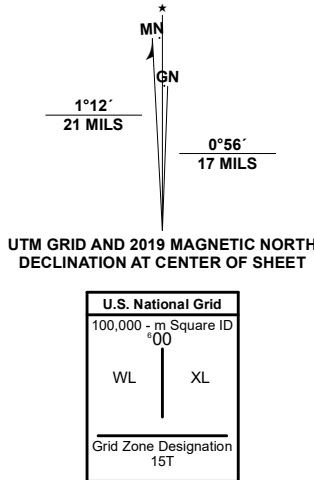 ★
MN
GN
1°12´
21 MILS
0°56´
17 MILS
UTM GRID AND 2019 MAGNETIC NORTH
DECLINATION AT CENTER OF SHEET
U.S. National Grid
100,000 - m Square ID
⁶00
WL XL
Grid Zone Designation
15T